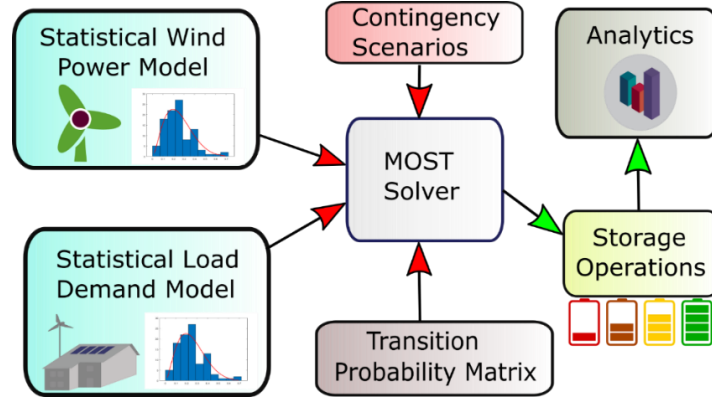 Statistical Wind
Power Model
Contingency
Scenarios
Analytics
MOST
Solver
Statistical Load
Demand Model
Storage
Operations
Transition
Probability Matrix